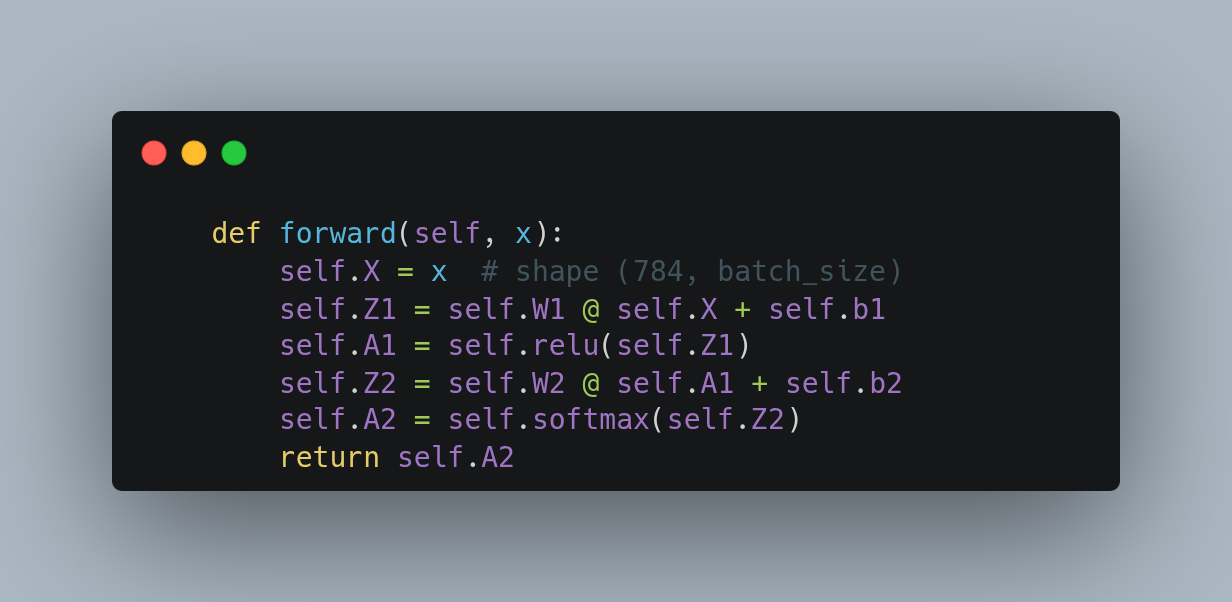 def forward(self, x):
    self.X = x  # shape (784, batch_size)
    self.Z1 = self.W1 @ self.X + self.b1
    self.A1 = self.relu(self.Z1)
    self.Z2 = self.W2 @ self.A1 + self.b2
    self.A2 = self.softmax(self.Z2)
    return self.A2